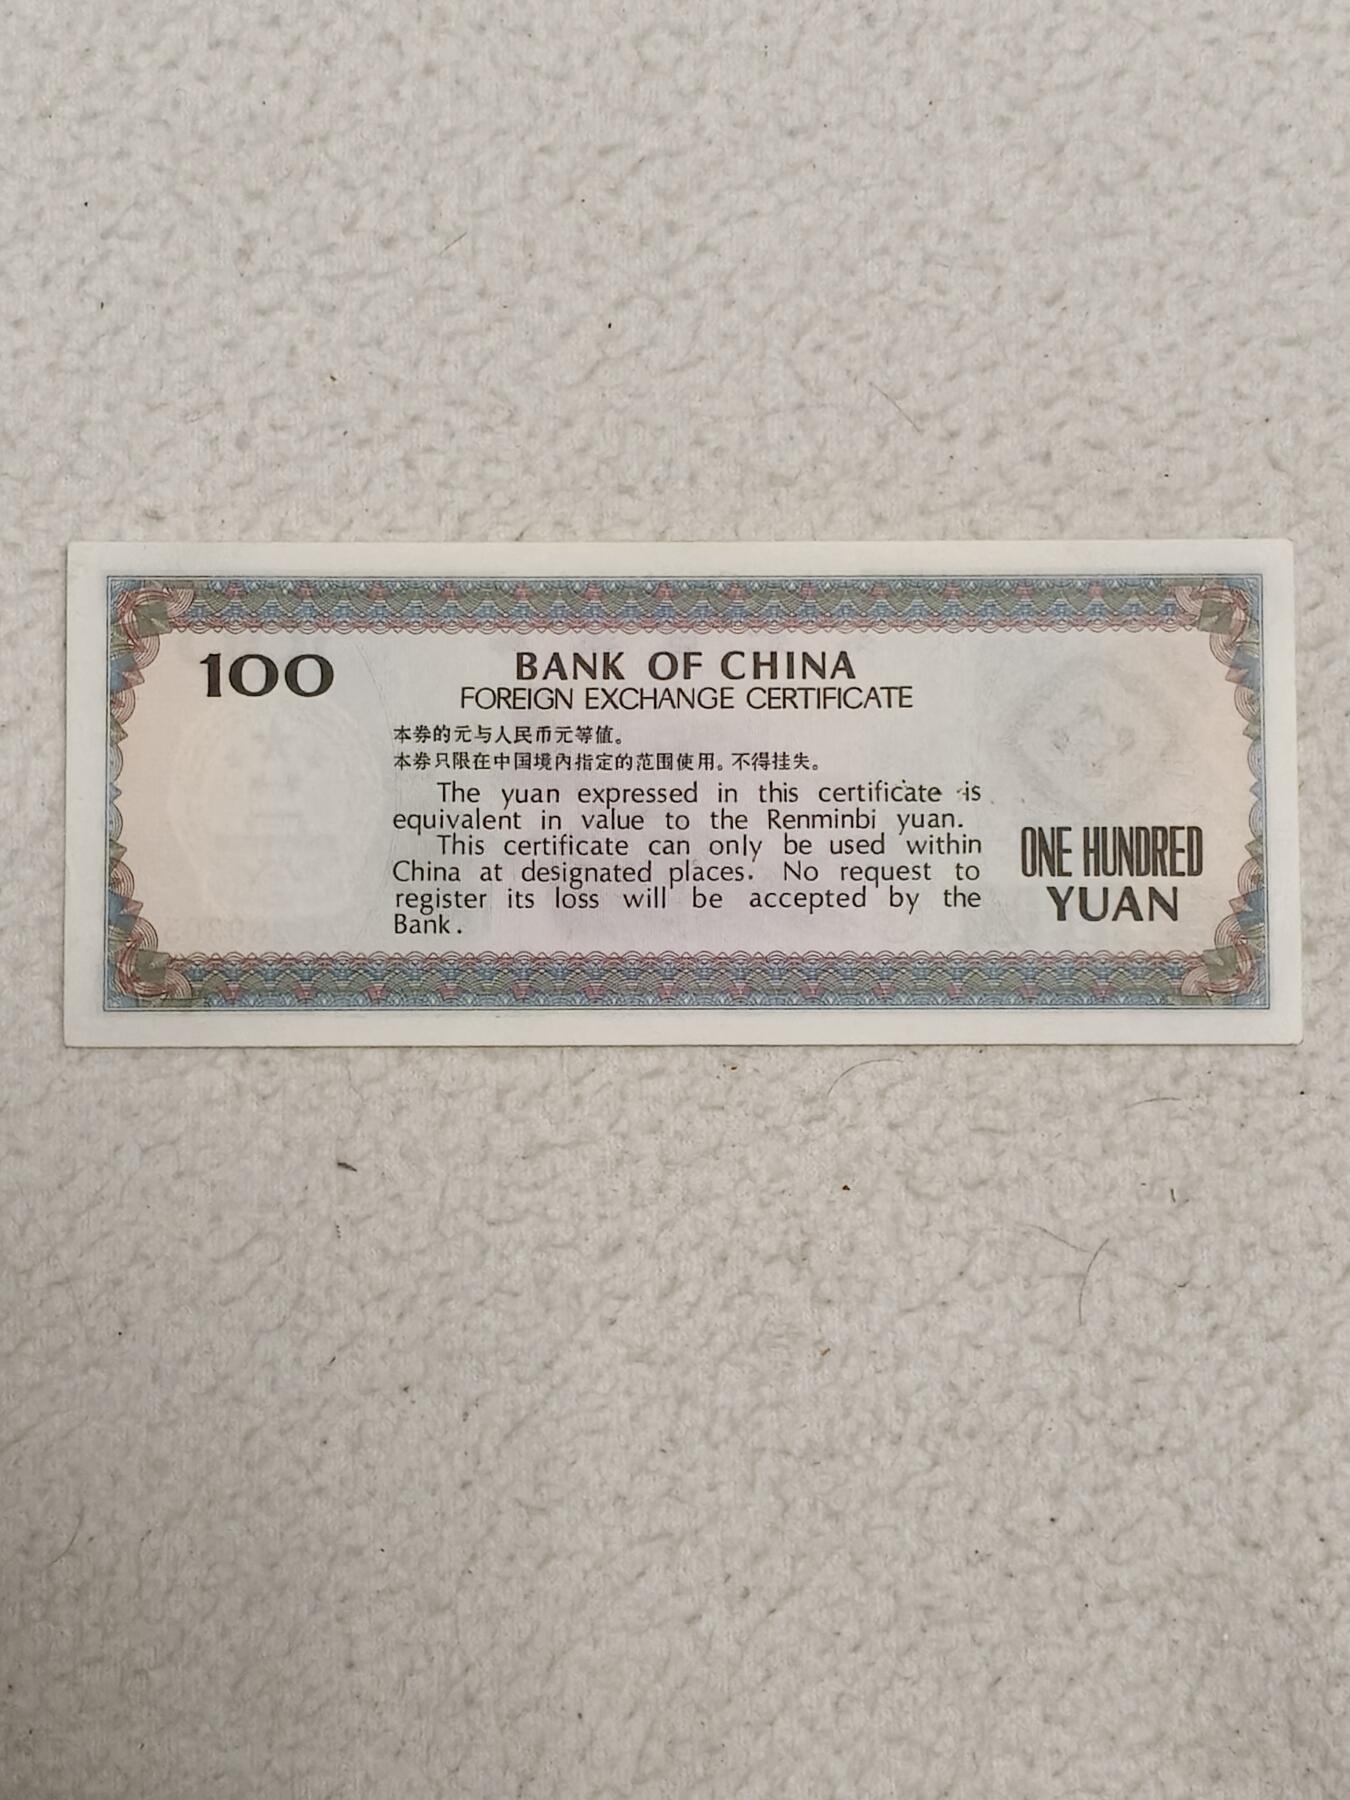 100
BANK OF CHINA
FOREIGN EXCHANGE CERTIFICATE
本券的元与人民币元等值。
本券只限在中国境内指定的范围使用。不得挂失。
The yuan expressed in this certificate is
equivalent in value to the Renminbi yuan.
This certificate can only be used within
China at designated places. No request to
register its loss will be accepted by the
Bank.
ONE HUNDRED
YUAN